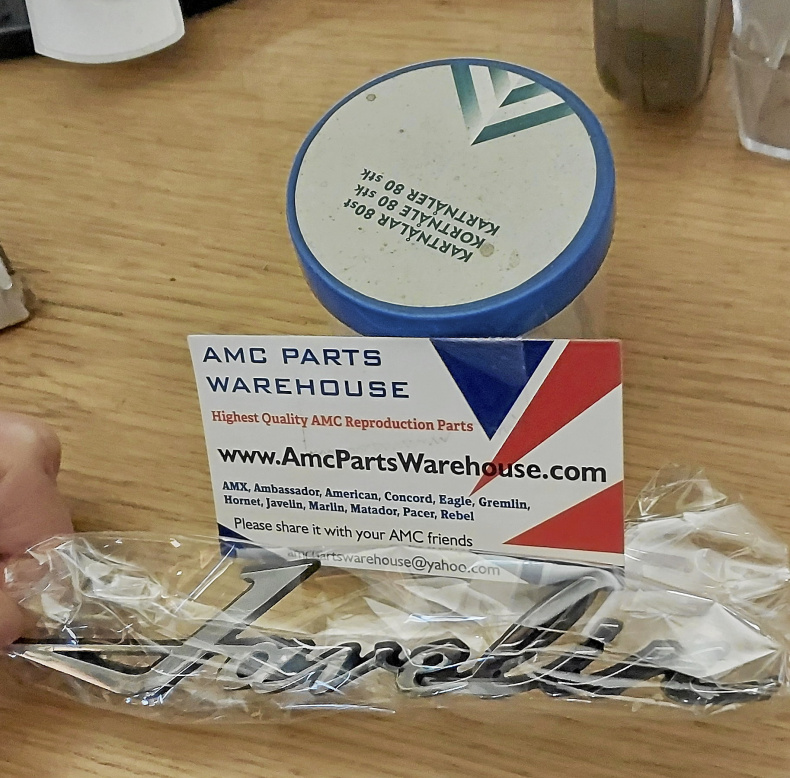 KARTNÅLAR 80st
KORTNÅLE 80 stk
KARTNÅLER 80 stk
AMC PARTS
WAREHOUSE
Highest Quality AMC Reproduction Parts
www.AmcPartsWarehouse.com
AMX, Ambassador, American, Concord, Eagle, Gremlin,
Hornet, Javelin, Marlin, Matador, Pacer, Rebel
Please share it with your AMC friends
amcpartswarehouse@yahoo.com
Javelin